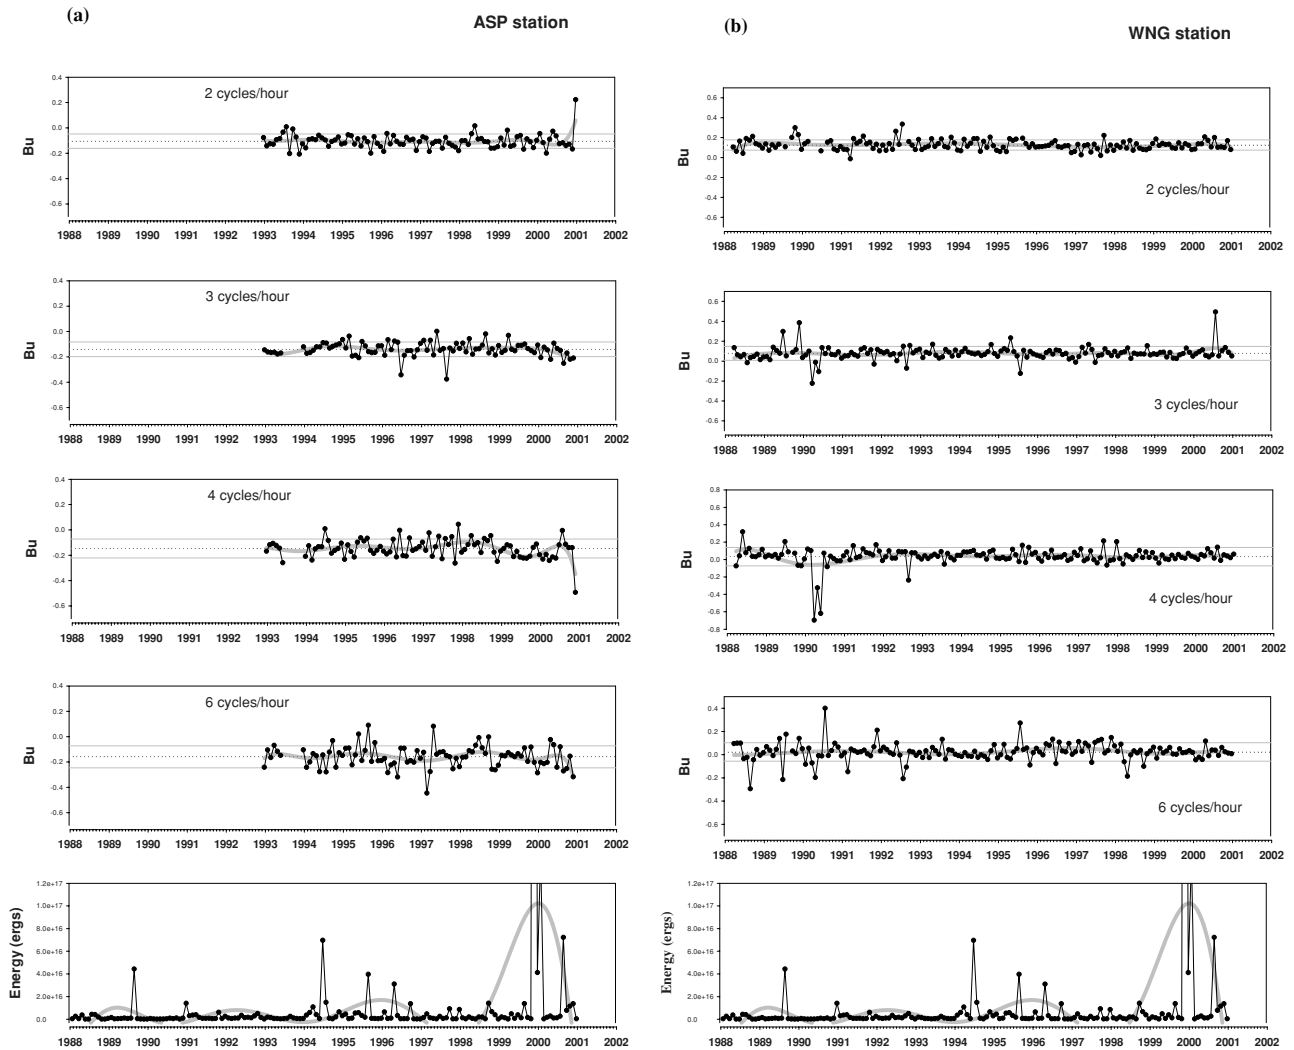 (a)
ASP station
2 cycles/hour
Bu
0.4
0.2
0.0
-0.2
-0.4
-0.6
1988 1989 1990 1991 1992 1993 1994 1995 1996 1997 1998 1999 2000 2001 2002
3 cycles/hour
Bu
0.4
0.2
0.0
-0.2
-0.4
-0.6
1988 1989 1990 1991 1992 1993 1994 1995 1996 1997 1998 1999 2000 2001 2002
4 cycles/hour
Bu
0.4
0.2
0.0
-0.2
-0.4
-0.6
1988 1989 1990 1991 1992 1993 1994 1995 1996 1997 1998 1999 2000 2001 2002
6 cycles/hour
Bu
0.4
0.2
0.0
-0.2
-0.4
-0.6
1988 1989 1990 1991 1992 1993 1994 1995 1996 1997 1998 1999 2000 2001 2002
Energy (ergs)
1.2e+17
1.0e+17
8.0e+16
6.0e+16
4.0e+16
2.0e+16
0.0
1988 1989 1990 1991 1992 1993 1994 1995 1996 1997 1998 1999 2000 2001 2002
(b)
WNG station
Bu
0.6
0.4
0.2
0.0
-0.2
-0.4
-0.6
2 cycles/hour
1988 1989 1990 1991 1992 1993 1994 1995 1996 1997 1998 1999 2000 2001 2002
Bu
0.6
0.4
0.2
0.0
-0.2
-0.4
-0.6
3 cycles/hour
1988 1989 1990 1991 1992 1993 1994 1995 1996 1997 1998 1999 2000 2001 2002
Bu
0.8
0.6
0.4
0.2
0.0
-0.2
-0.4
-0.6
-0.8
4 cycles/hour
1988 1989 1990 1991 1992 1993 1994 1995 1996 1997 1998 1999 2000 2001 2002
Bu
0.4
0.2
0.0
-0.2
-0.4
-0.6
6 cycles/hour
1988 1989 1990 1991 1992 1993 1994 1995 1996 1997 1998 1999 2000 2001 2002
Energy (ergs)
1.2e+17
1.0e+17
8.0e+16
6.0e+16
4.0e+16
2.0e+16
0.0
1988 1989 1990 1991 1992 1993 1994 1995 1996 1997 1998 1999 2000 2001 2002